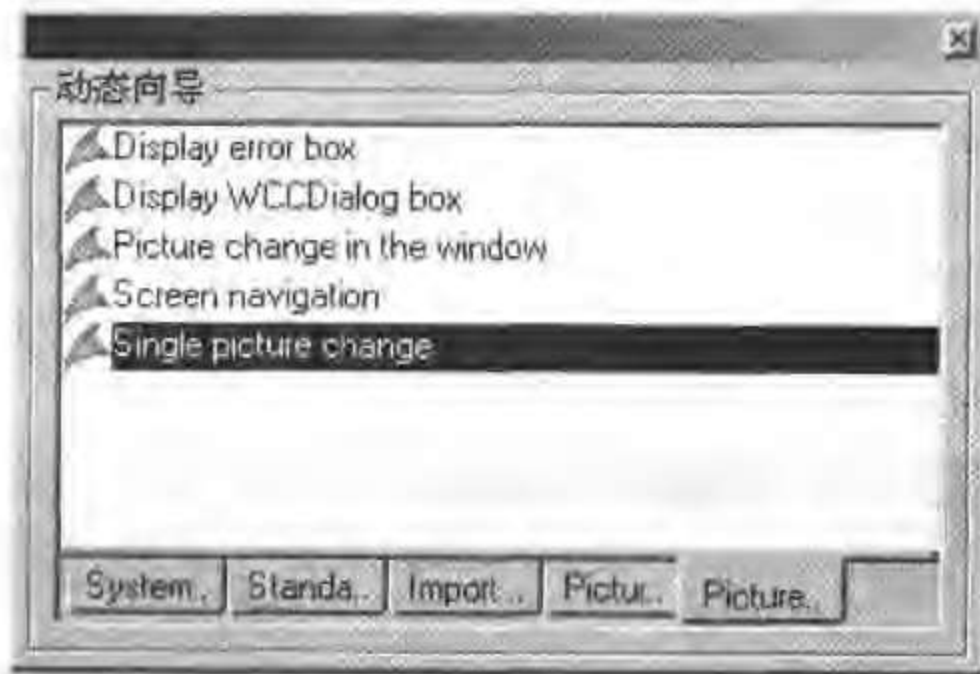 动态向导
Display error box
Display WCCDialog box
Picture change in the window
Screen navigation
Single picture change
System..
Standa..
Import ..
Pictur..
Picture..